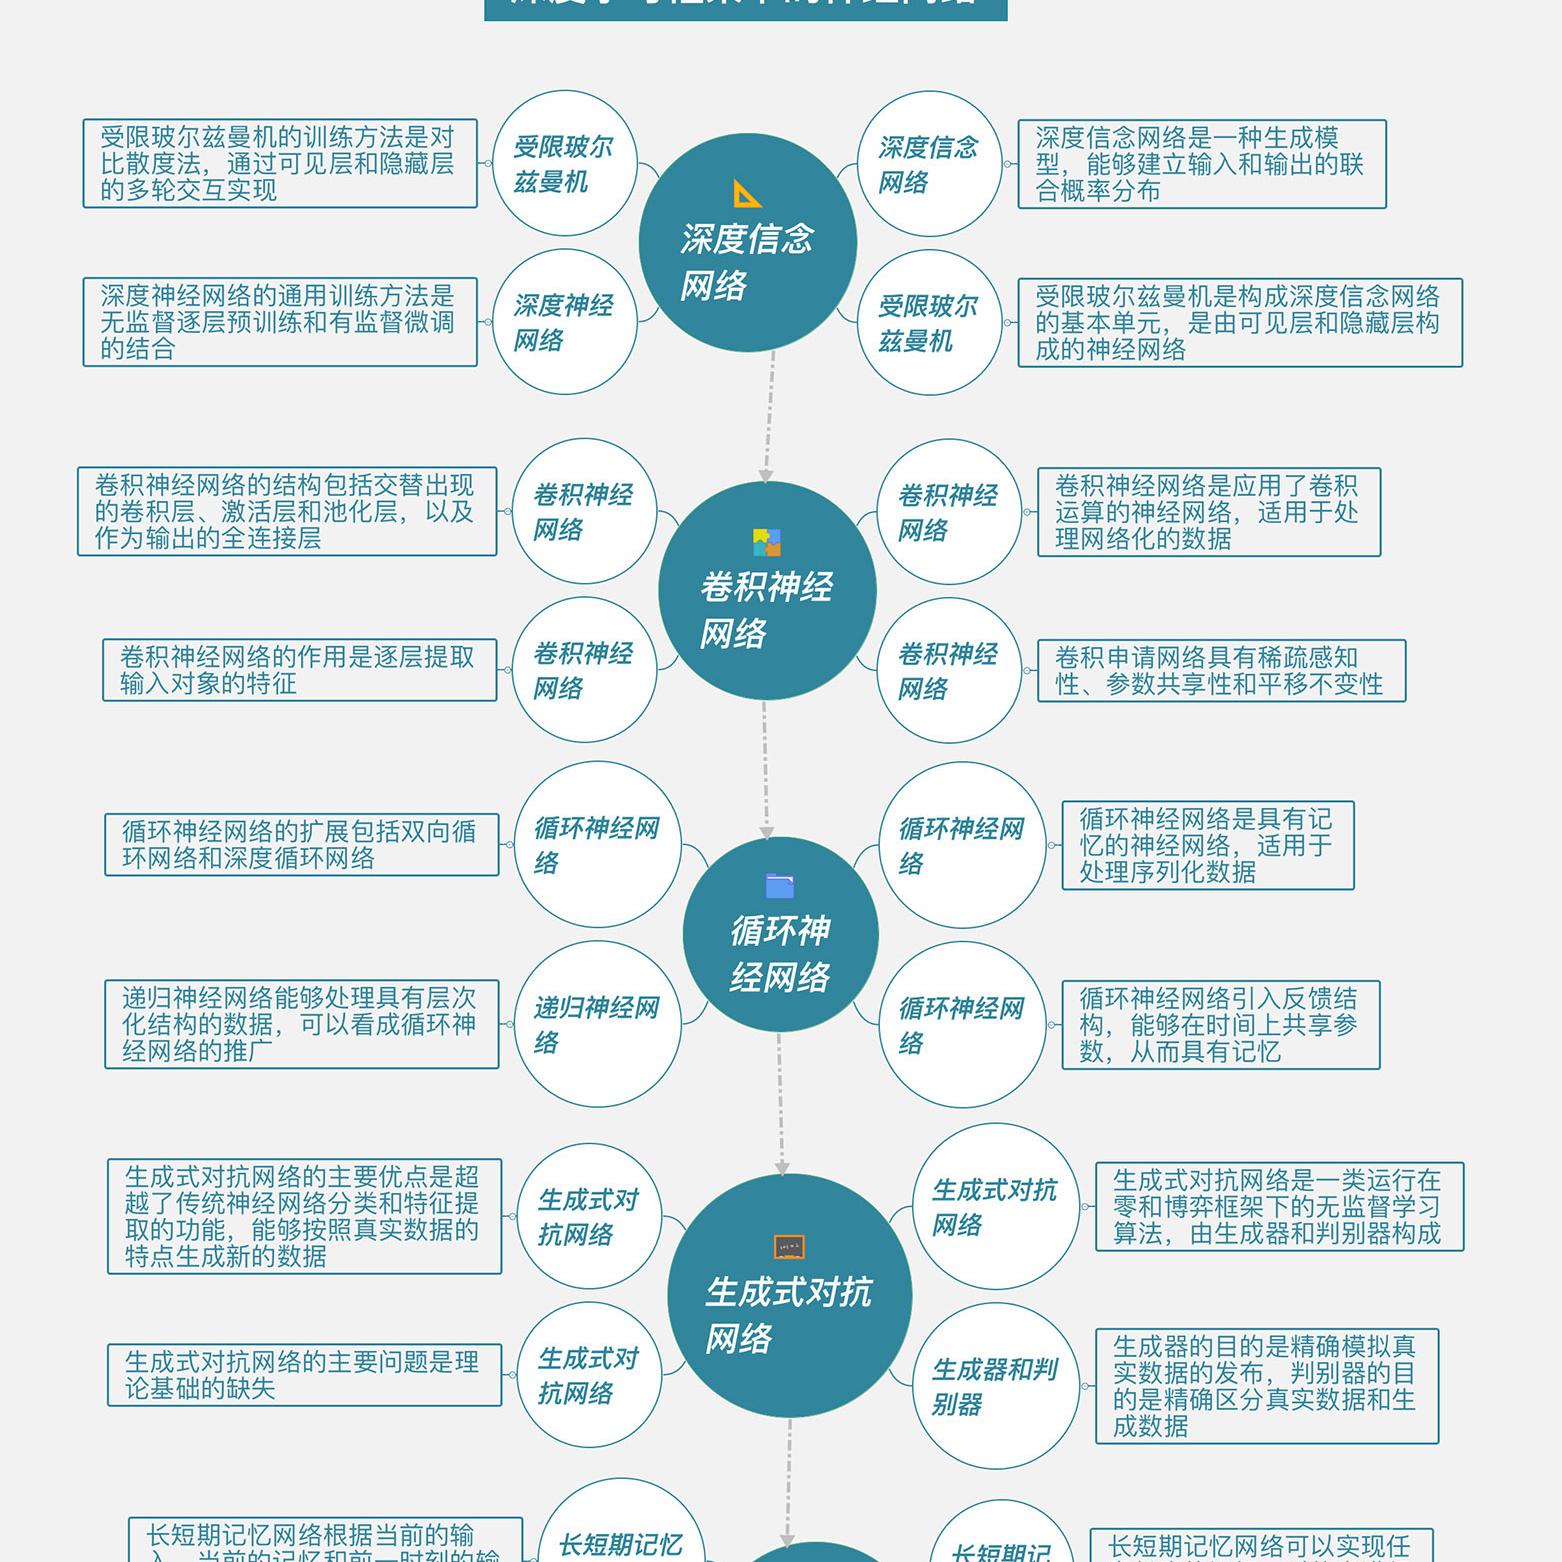 深度学习框架中的神经网络
受限玻尔兹曼机的训练方法是对
比散度法，通过可见层和隐藏层
的多轮交互实现
受限玻尔
兹曼机
深度神经网络的通用训练方法是
无监督逐层预训练和有监督微调
的结合
深度神经
网络
深度信念
网络
深度信念
网络
深度信念网络是一种生成模
型，能够建立输入和输出的联
合概率分布
受限玻尔
兹曼机
受限玻尔兹曼机是构成深度信念网络
的基本单元，是由可见层和隐藏层构
成的神经网络
卷积神经网络的结构包括交替出现
的卷积层、激活层和池化层，以及
作为输出的全连接层
卷积神经
网络
卷积神经网络的作用是逐层提取
输入对象的特征
卷积神经
网络
卷积神经
网络
卷积神经
网络
卷积神经网络是应用了卷积
运算的神经网络，适用于处
理网络化的数据
卷积神经
网络
卷积申请网络具有稀疏感知
性、参数共享性和平移不变性
循环神经网络的扩展包括双向循
环网络和深度循环网络
循环神经网
络
递归神经网络能够处理具有层次
化结构的数据，可以看成循环神
经网络的推广
递归神经网
络
循环神
经网络
循环神经网
络
循环神经网络是具有记
忆的神经网络，适用于
处理序列化数据
循环神经网
络
循环神经网络引入反馈结
构，能够在时间上共享参
数，从而具有记忆
生成式对抗网络的主要优点是超
越了传统神经网络分类和特征提
取的功能，能够按照真实数据的
特点生成新的数据
生成式对
抗网络
生成式对抗网络的主要问题是理
论基础的缺失
生成式对
抗网络
生成式对抗
网络
生成式对抗
网络
生成式对抗网络是一类运行在
零和博弈框架下的无监督学习
算法，由生成器和判别器构成
生成器和判
别器
生成器的目的是精确模拟真
实数据的发布，判别器的目
的是精确区分真实数据和生
成数据
长短期记忆网络根据当前的输
入、当前的记忆和前一时刻的输
长短期记忆
长短期记
长短期记忆网络可以实现任